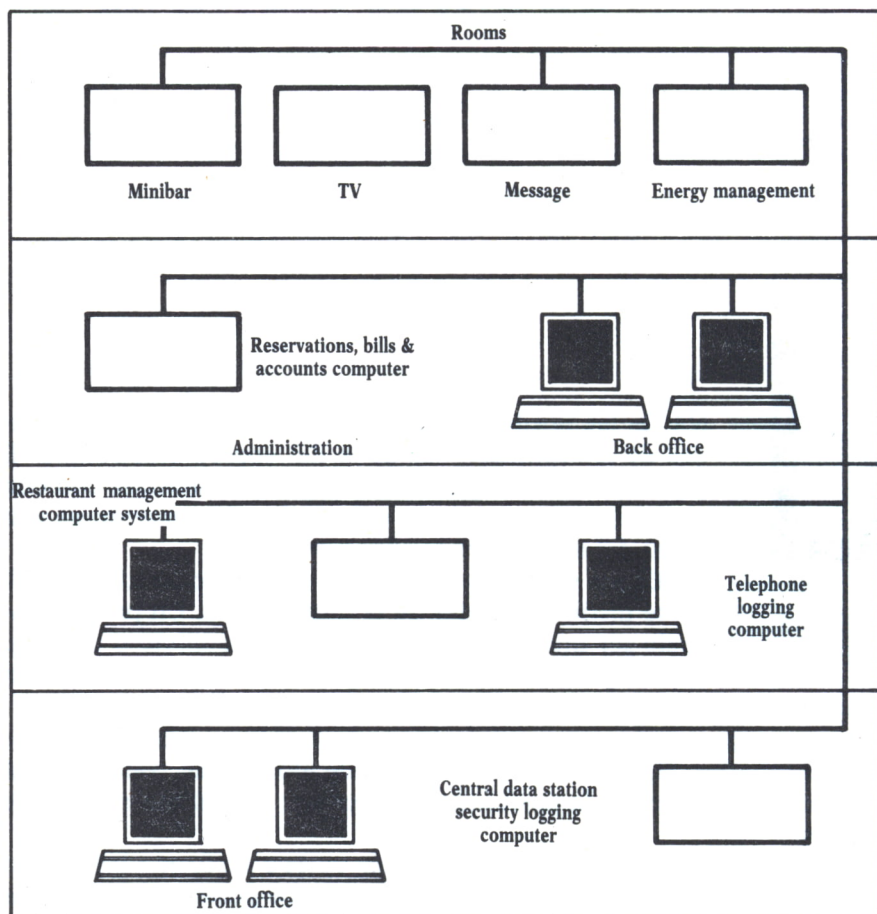 Rooms
Minibar
TV
Message
Energy management
Reservations, bills &
accounts computer
Administration
Back office
Restaurant management
computer system
Telephone
logging
computer
Central data station
security logging
computer
Front office